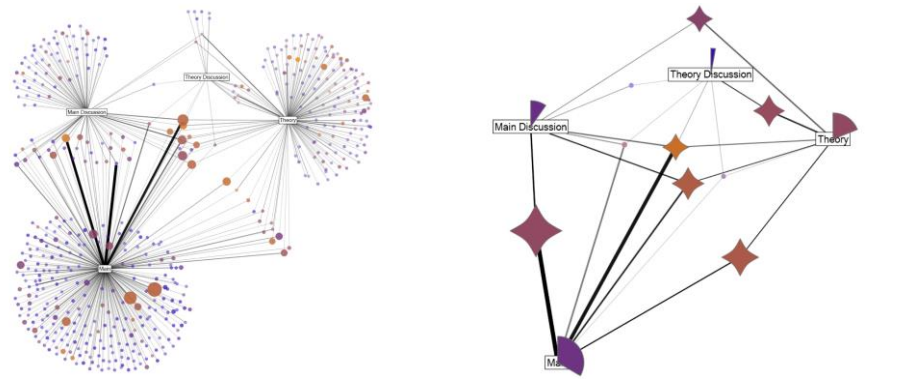 Theory Discussion
Main Discussion
Theory
Main
Theory Discussion
Main Discussion
Theory
Ma